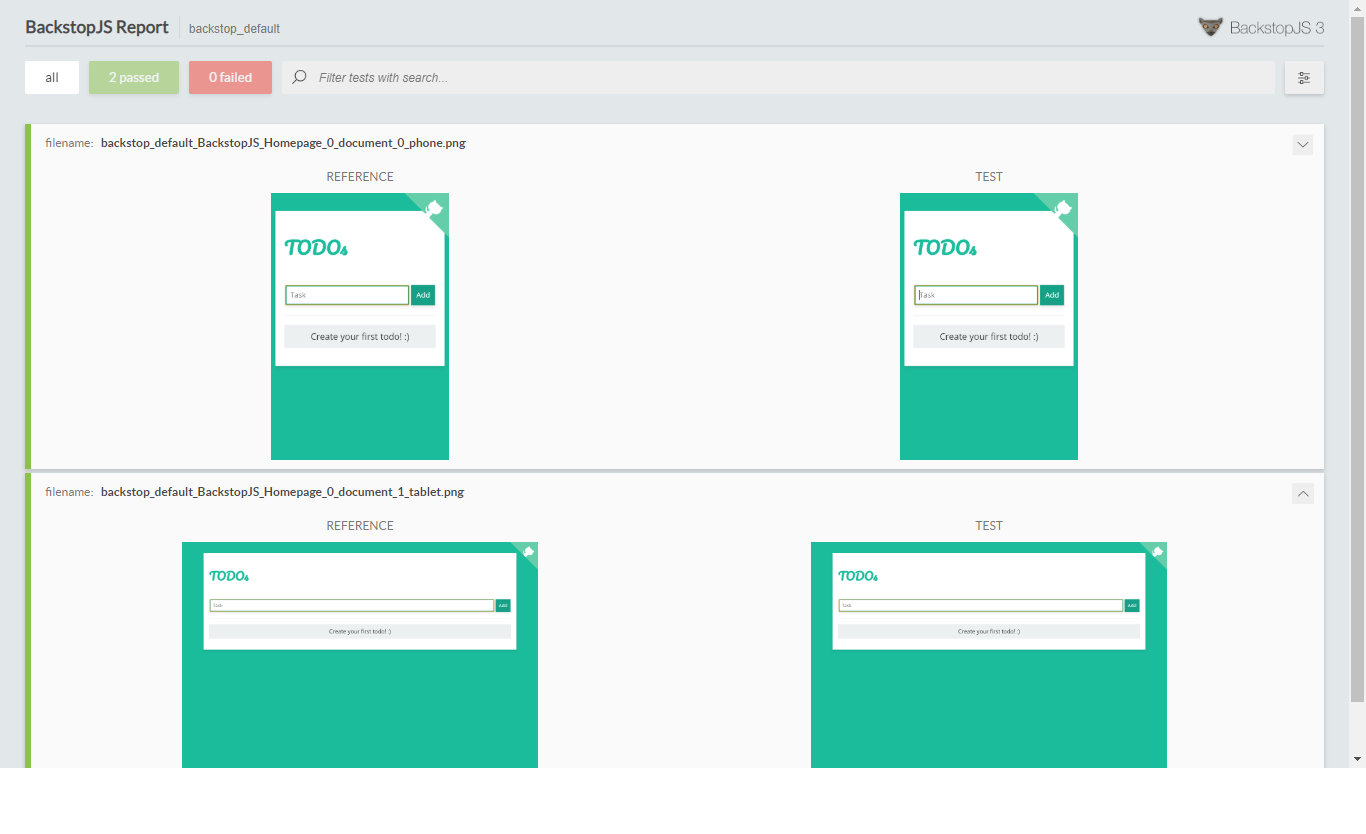 BackstopJS Report backstop_default BackstopJS 3
all 2 passed 0 failed Filter tests with search...
filename: backstop_default_BackstopJS_Homepage_0_document_0_phone.png
REFERENCE TEST
TODOs TODOs
Task Add Task Add
Create your first todo! :) Create your first todo! :)
filename: backstop_default_BackstopJS_Homepage_0_document_1_tablet.png
REFERENCE TEST
TODOs TODOs
Task Add Task Add
Create your first todo! :) Create your first todo! :)